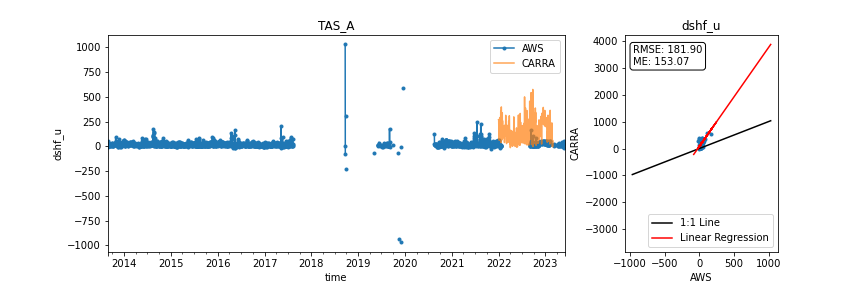 TAS_A
dshf_u
1000
750
500
250
0
−250
−500
−750
−1000
dshf_u
AWS
CARRA
2014 2015 2016 2017 2018 2019 2020 2021 2022 2023
time
4000
3000
2000
1000
0
−1000
−2000
−3000
CARRA
RMSE: 181.90
ME: 153.07
1:1 Line
Linear Regression
−1000 −500 0 500 1000
AWS